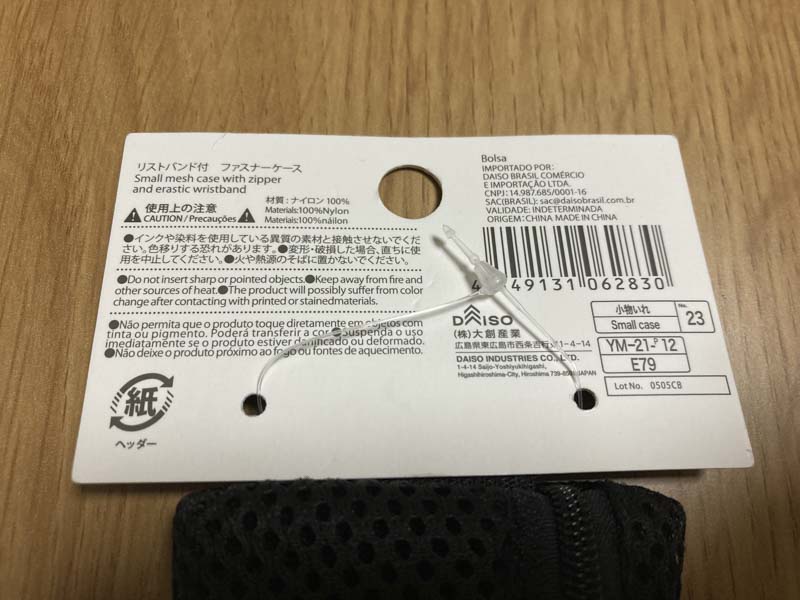 リストバンド付　ファスナーケース
Small mesh case with zipper
and erastic wristband
使用上の注意
CAUTION / Precauções
材質 : ナイロン 100%
Materials:100%Nylon
Materiais:100%náilon
●インクや染料を使用している異質の素材と接触させないでくだ
さい。色移りする恐れがあります。●変形・破損した場合、直ちに使
用を中止してください。●火や熱源のそばに置かないでください。
●Do not insert sharp or pointed objects.●Keep away from fire and
other sources of heat.●The product will possibly suffer from color
change after contacting with printed or stainedmaterials.
●Não permita que o produto toque diretamente em objetos com
tinta ou pigmento. Poderá transferir a cor.●Suspenda o uso
imediatamente se o produto estiver danificado ou deformado.
●Não deixe o produto próximo ao fogo ou fontes de aquecimento.
紙
ヘッダー
Bolsa
IMPORTADO POR:
DAISO BRASIL COMÉRCIO
E IMPORTAÇÃO LTDA.
CNPJ: 14.987.685/0001-16
SAC(BRASIL): sac@daisobrasil.com.br
VALIDADE: INDETERMINADA
ORIGEM: CHINA MADE IN CHINA
4 49131 062830
DAISO
(株)大創産業
広島県東広島市西条吉行東1-4-14
DAISO INDUSTRIES CO., LTD.
1-4-14 Saijo-Yoshiyukihigashi,
Higashihiroshima-City, Hiroshima 739-8501 JAPAN
小物いれ
Small case
No. 23
YM-21-P12
E79
Lot No. 0505CB